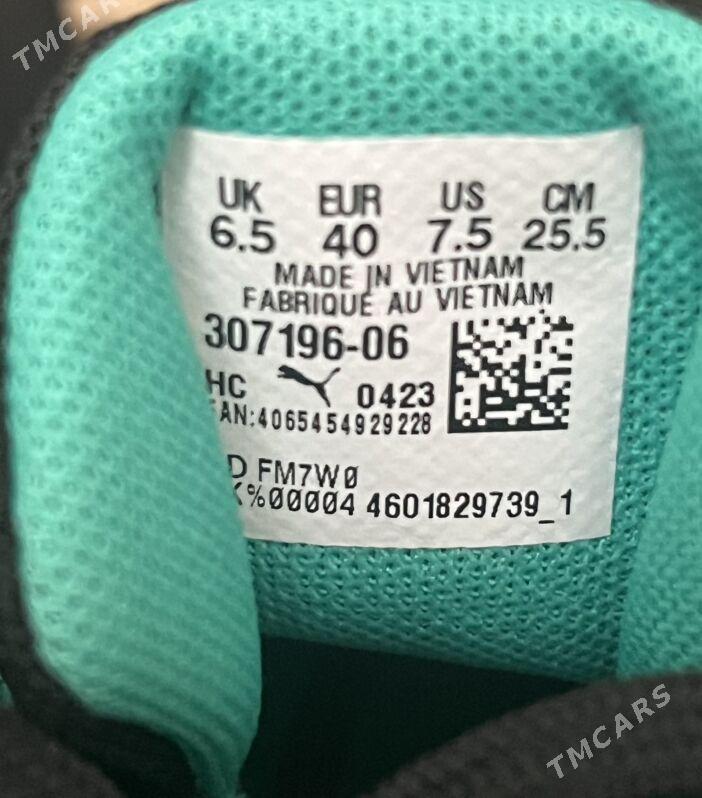 TMCARS
UK EUR US CM
6.5 40 7.5 25.5
MADE IN VIETNAM
FABRIQUÉ AU VIETNAM
307196-06
HC 0423
EAN:4065454929228
D FM7W0
%00004 4601829739_1
TMCARS